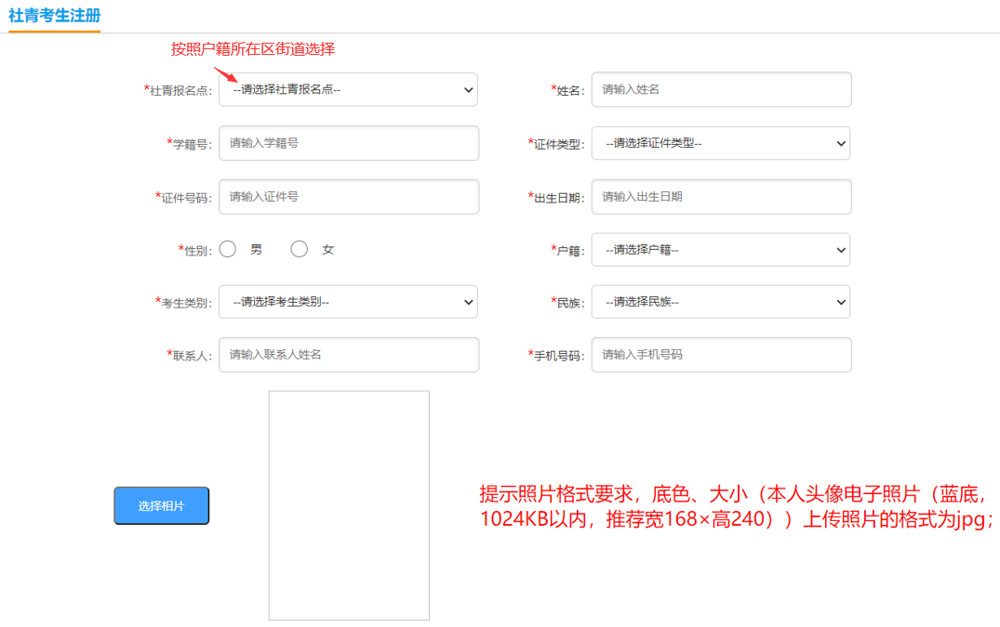 社青考生注册
按照户籍所在区街道选择
*社青报名点: --请选择社青报名点-- *姓名: 请输入姓名
*学籍号: 请输入学籍号 *证件类型: --请选择证件类型--
*证件号码: 请输入证件号 *出生日期: 请输入出生日期
*性别: 男 女 *户籍: --请选择户籍--
*考生类别: --请选择考生类别-- *民族: --请选择民族--
*联系人: 请输入联系人姓名 *手机号码: 请输入手机号码
选择相片
提示照片格式要求，底色、大小（本人头像电子照片（蓝底，
1024KB以内，推荐宽168×高240））上传照片的格式为jpg；